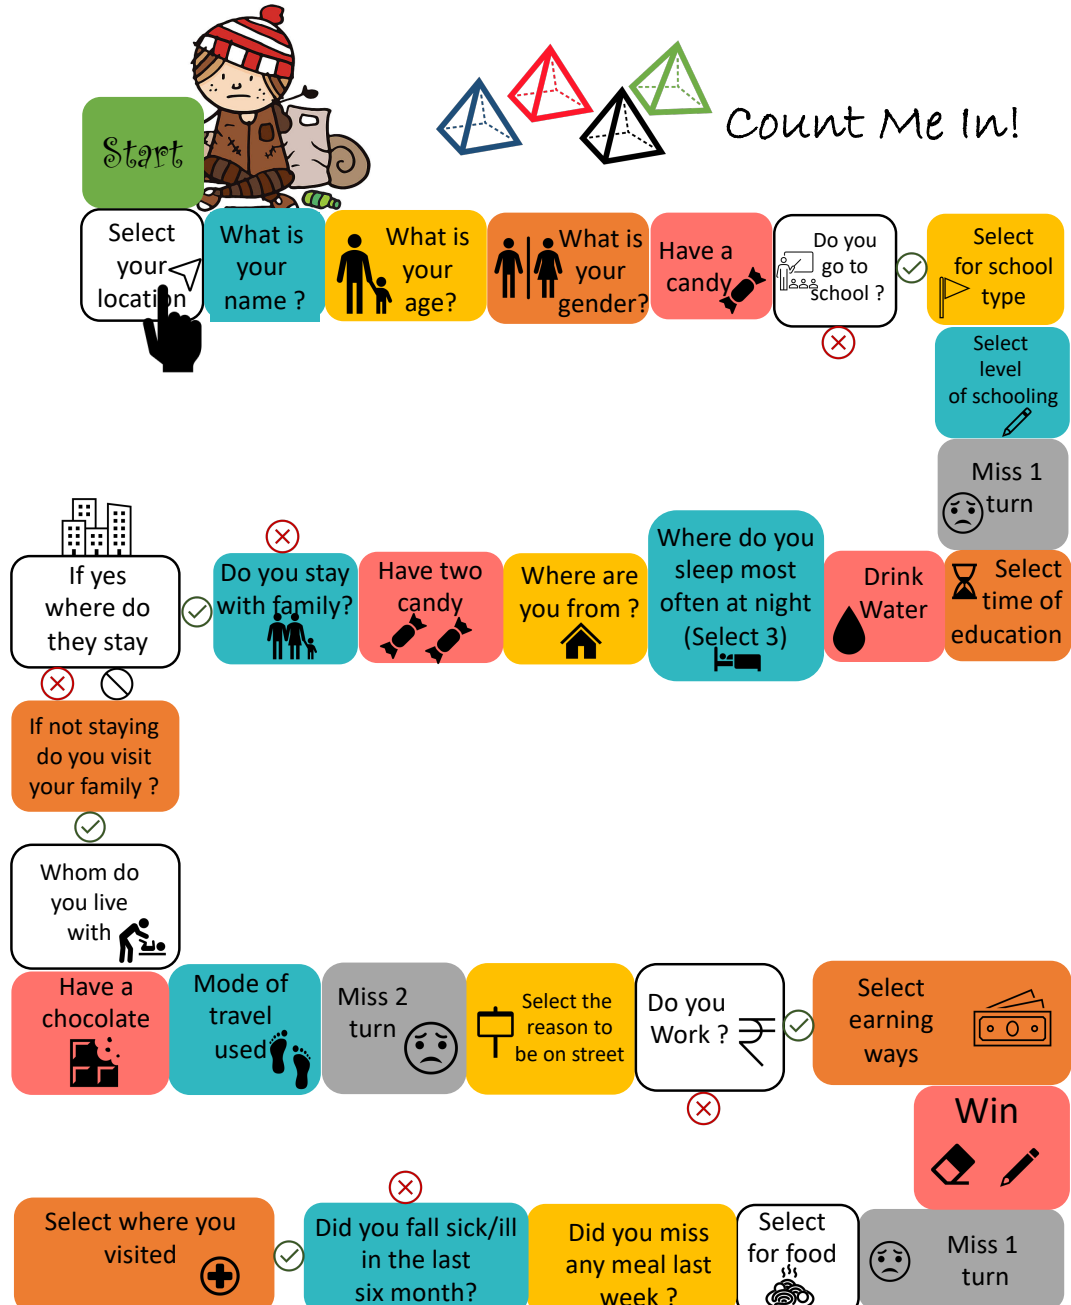 Count Me In!
Start
Select
your
location
What is
your
name ?
What is
your
age?
What is
your
gender?
Have a
candy
Do you
go to
school ?
Select
for school
type
Select
level
of schooling
Miss 1
turn
Select
time of
education
Drink
Water
Where do you
sleep most
often at night
(Select 3)
Where are
you from ?
Have two
candy
Do you stay
with family?
If yes
where do
they stay
If not staying
do you visit
your family ?
Whom do
you live
with
Have a
chocolate
Mode of
travel
used
Miss 2
turn
Select the
reason to
be on street
Do you
Work ?
Select
earning
ways
Win
Miss 1
turn
Select
for food
Did you miss
any meal last
week ?
Did you fall sick/ill
in the last
six month?
Select where you
visited